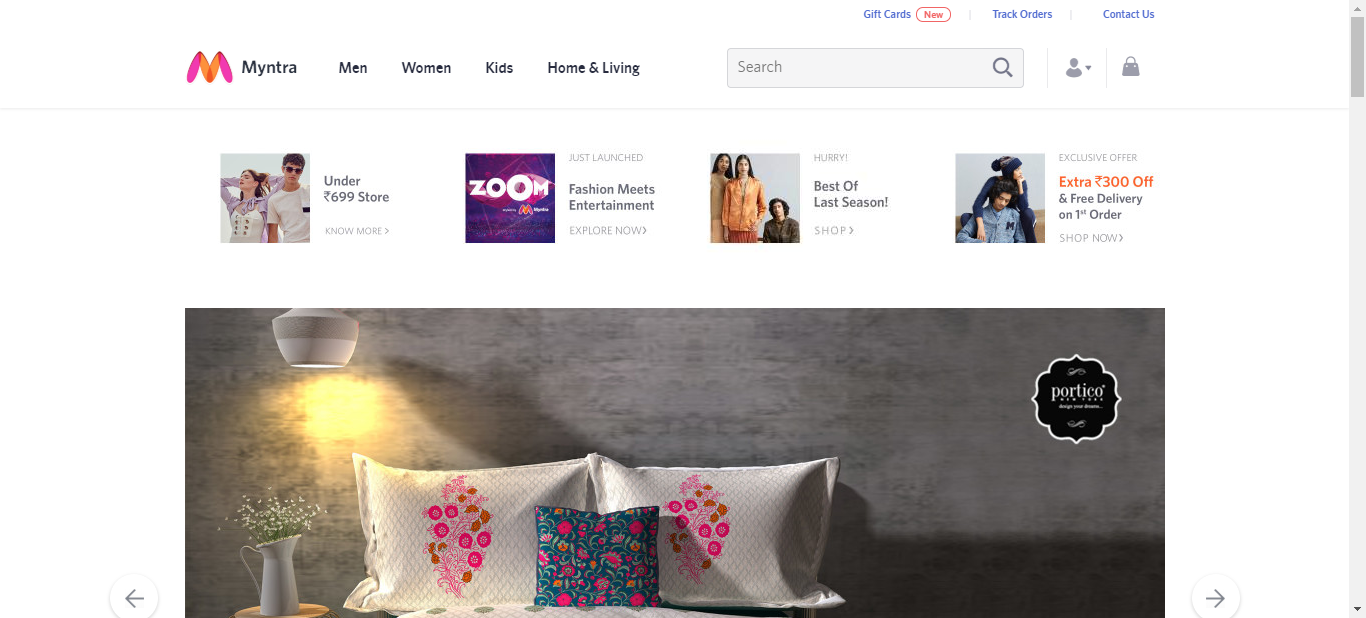 Gift Cards New Track Orders Contact Us
Myntra Men Women Kids Home & Living Search
Under
₹699 Store
KNOW MORE >
ZOOM
Myntra
JUST LAUNCHED
Fashion Meets
Entertainment
EXPLORE NOW>
HURRY!
Best Of
Last Season!
SHOP >
M
EXCLUSIVE OFFER
Extra ₹300 Off
& Free Delivery
on 1st Order
SHOP NOW>
portico
NEW YORK
design your dreams...